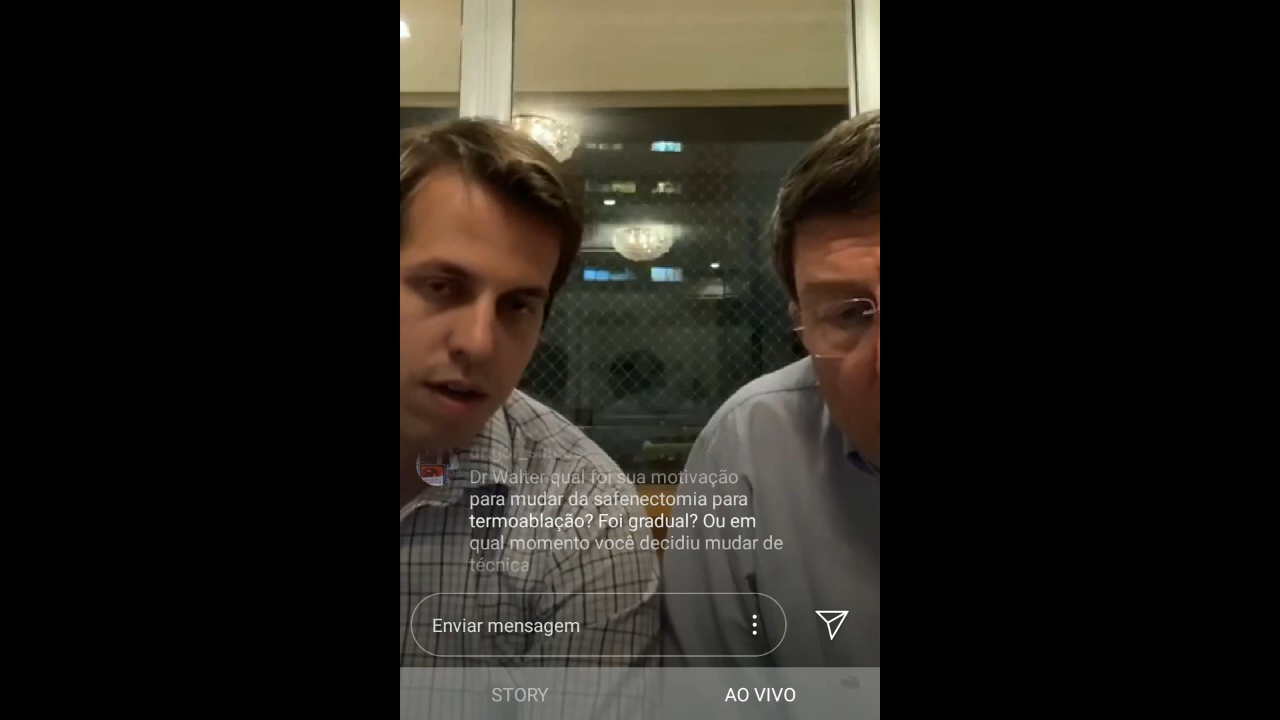 Dr Walter qual foi sua motivação
para mudar da safenectomia para
termoablação? Foi gradual? Ou em
qual momento você decidiu mudar de
técnica
Enviar mensagem
STORY
AO VIVO